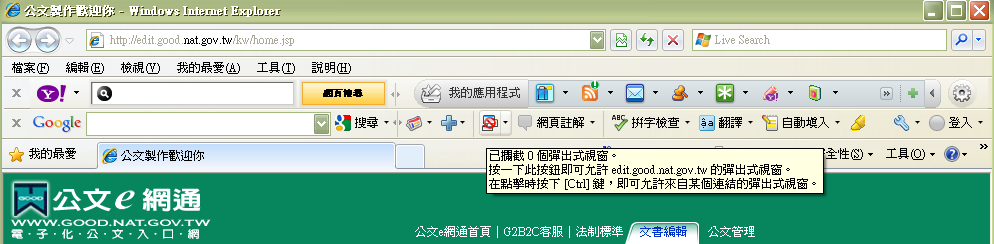 公文製作歡迎你 - Windows Internet Explorer
http://edit.good.nat.gov.tw/kw/home.jsp
Live Search
檔案(F) 編輯(E) 檢視(V) 我的最愛(A) 工具(T) 說明(H)
Y! 網頁搜尋 我的應用程式
Google 搜尋 網頁註解 ABC 拼字檢查 翻譯 自動填入 登入
我的最愛 公文製作歡迎你 全性(S) 工具(O)
已攔截 0 個彈出式視窗。
按一下此按鈕即可允許 edit.good.nat.gov.tw 的彈出式視窗。
在點擊時按下 [Ctrl] 鍵，即可允許來自某個連結的彈出式視窗。
公文e網通
WWW.GOOD.NAT.GOV.TW
電‧子‧化‧公‧文‧入‧口‧網
公文e網通首頁 | G2B2C客服 | 法制標準 文書編輯 公文管理